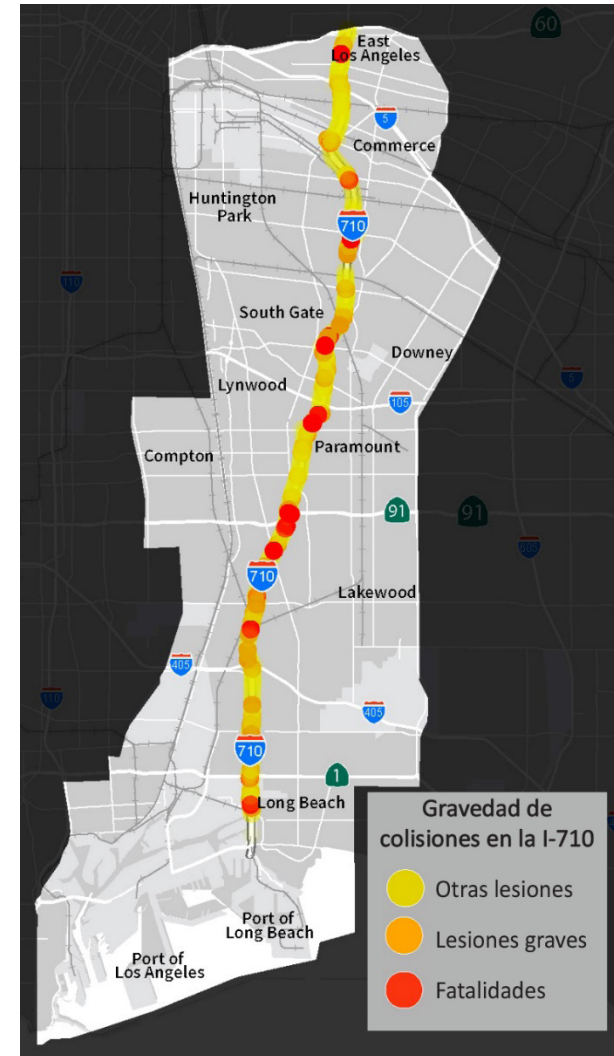 60
East
Los Angeles
5
Commerce
Huntington
Park
710
110
South Gate
Downey
Lynwood
5
105
Paramount
Compton
91
91
605
710
Lakewood
405
110
405
710
1
Long Beach
Port of
Long Beach
Port of
Los Angeles
Gravedad de
colisiones en la I-710
Otras lesiones
Lesiones graves
Fatalidades